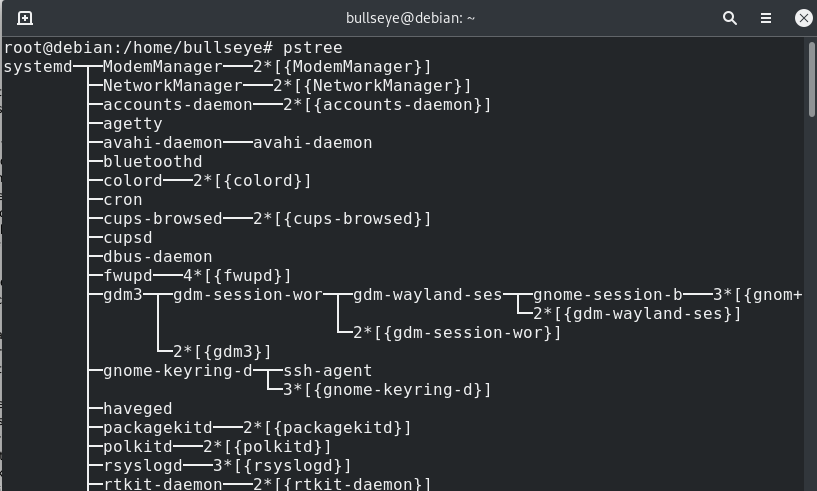 bullseye@debian: ~
root@debian:/home/bullseye# pstree
systemd─┬─ModemManager───2*[{ModemManager}]
        ├─NetworkManager───2*[{NetworkManager}]
        ├─accounts-daemon───2*[{accounts-daemon}]
        ├─agetty
        ├─avahi-daemon───avahi-daemon
        ├─bluetoothd
        ├─colord───2*[{colord}]
        ├─cron
        ├─cups-browsed───2*[{cups-browsed}]
        ├─cupsd
        ├─dbus-daemon
        ├─fwupd───4*[{fwupd}]
        ├─gdm3─┬─gdm-session-wor─┬─gdm-wayland-ses─┬─gnome-session-b───3*[{gnom+
        │      │                 │                 └─2*[{gdm-wayland-ses}]
        │      │                 └─2*[{gdm-session-wor}]
        │      └─2*[{gdm3}]
        ├─gnome-keyring-d─┬─ssh-agent
        │                 └─3*[{gnome-keyring-d}]
        ├─haveged
        ├─packagekitd───2*[{packagekitd}]
        ├─polkitd───2*[{polkitd}]
        ├─rsyslogd───3*[{rsyslogd}]
        ├─rtkit-daemon───2*[{rtkit-daemon}]